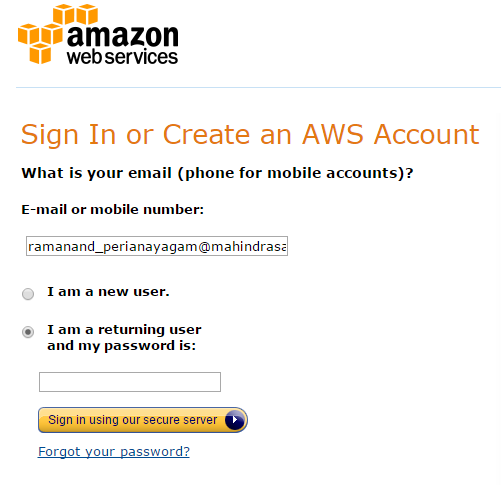 amazon
web services
Sign In or Create an AWS Account
What is your email (phone for mobile accounts)?
E-mail or mobile number:
ramanand_perianayagam@mahindrasa
I am a new user.
I am a returning user
and my password is:
Sign in using our secure server
Forgot your password?